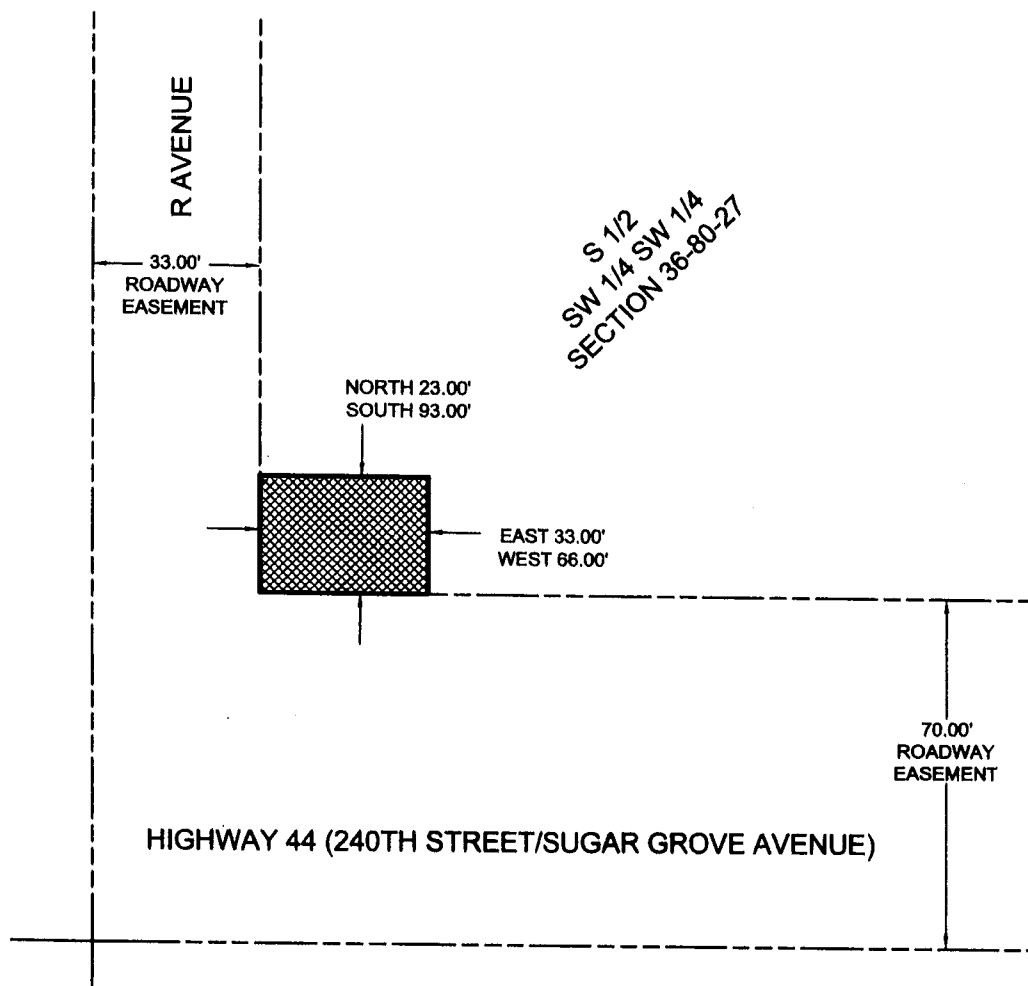 R AVENUE
33.00'
ROADWAY
EASEMENT
S 1/2
SW 1/4 SW 1/4
SECTION 36-80-27
NORTH 23.00'
SOUTH 93.00'
EAST 33.00'
WEST 66.00'
70.00'
ROADWAY
EASEMENT
HIGHWAY 44 (240TH STREET/SUGAR GROVE AVENUE)